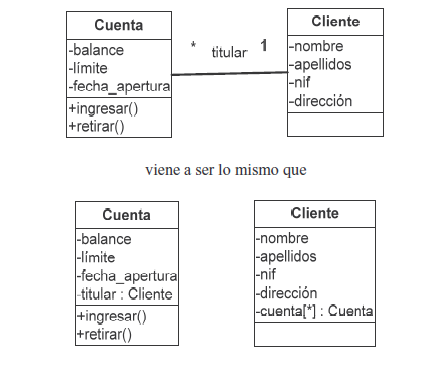 Cuenta
-balance
-límite
-fecha_apertura
+ingresar()
+retirar()
* titular 1
Cliente
-nombre
-apellidos
-nif
-dirección
viene a ser lo mismo que
Cuenta
-balance
-límite
-fecha_apertura
-titular : Cliente
+ingresar()
+retirar()
Cliente
-nombre
-apellidos
-nif
-dirección
-cuenta[*] : Cuenta